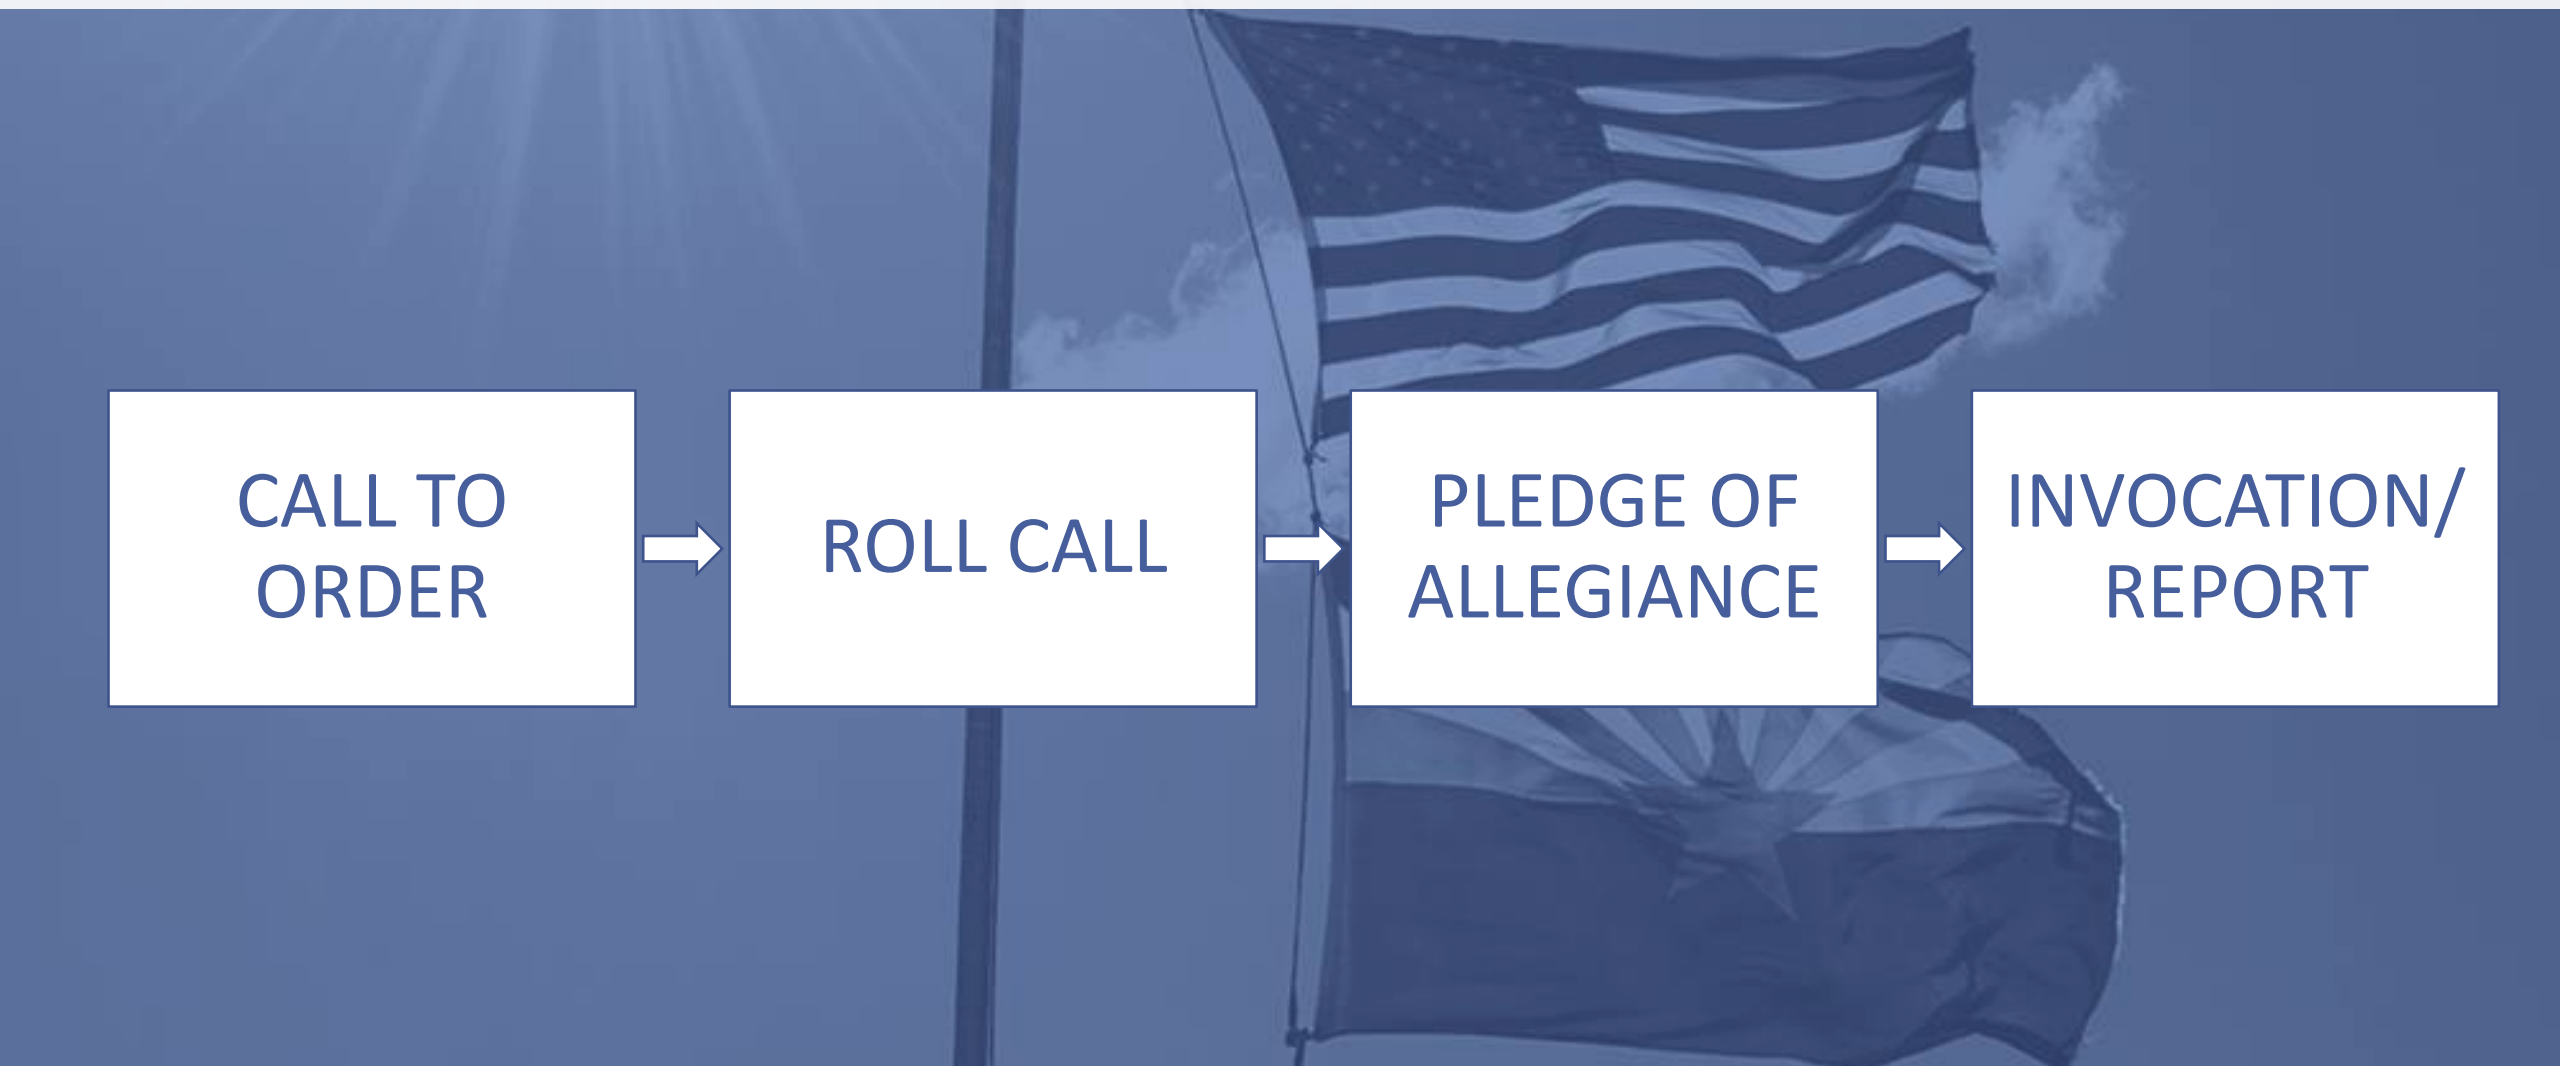 CALL TO
ORDER
ROLL CALL
PLEDGE OF
ALLEGIANCE
INVOCATION/
REPORT